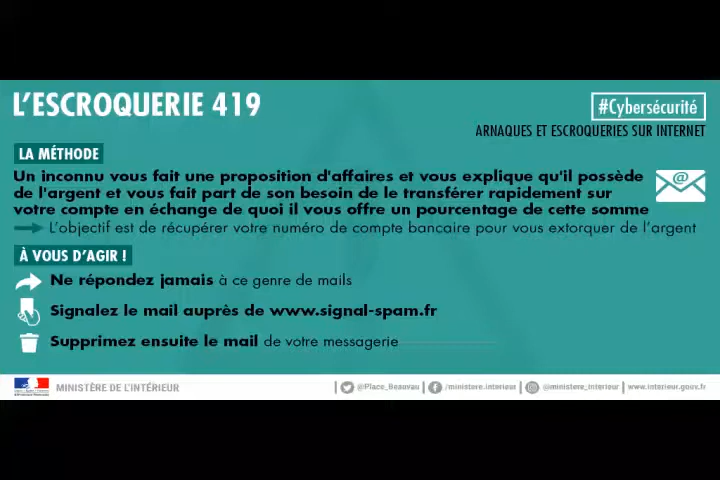 L'ESCROQUERIE 419
#Cybersécurité
ARNAQUES ET ESCROQUERIES SUR INTERNET
LA MÉTHODE
Un inconnu vous fait une proposition d'affaires et vous explique qu'il possède
de l'argent et vous fait part de son besoin de le transférer rapidement sur
votre compte en échange de quoi il vous offre un pourcentage de cette somme
L'objectif est de récupérer votre numéro de compte bancaire pour vous extorquer de l'argent
À VOUS D'AGIR !
Ne répondez jamais à ce genre de mails
Signalez le mail auprès de www.signal-spam.fr
Supprimez ensuite le mail de votre messagerie
MINISTÈRE DE L'INTÉRIEUR
@Place_Beauvau
/ministere.interieur
@ministere_interieur
www.interieur.gouv.fr